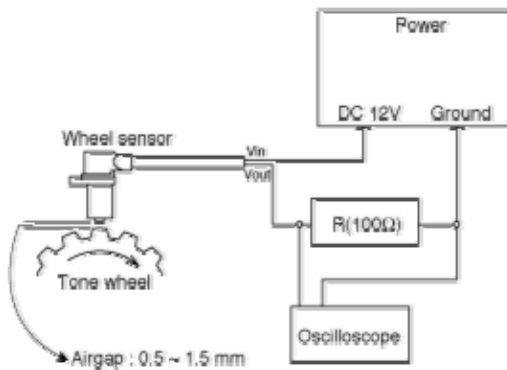 Power
DC 12V Ground
Wheel sensor
Vin
Vout
R(100Ω)
Tone wheel
Oscilloscope
Airgap : 0.5 ~ 1.5 mm